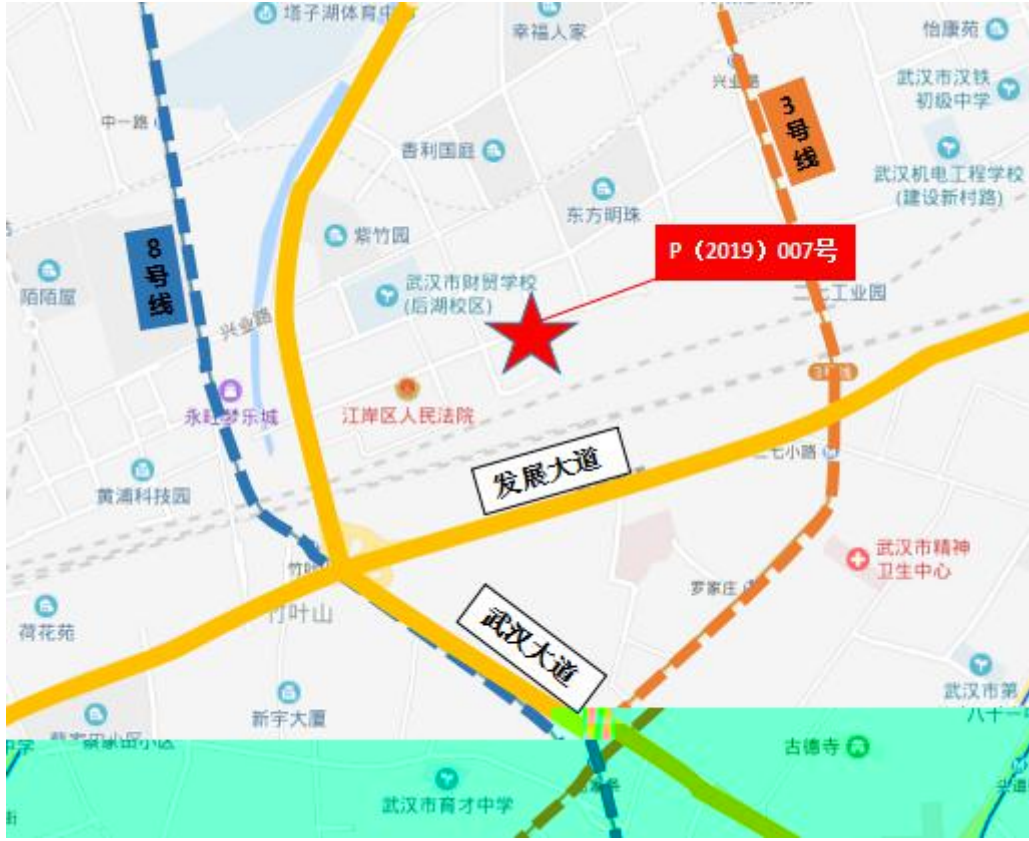 塔子湖体育中
幸福人家
怡康苑
兴业路
武汉市汉铁
初级中学
3号线
中一路
香利国庭
武汉机电工程学校
(建设新村路)
东方明珠
紫竹园
8号线
P（2019）007号
武汉市财贸学校
(后湖校区)
陌陌屋
二七工业园
兴业路
永旺梦乐城
江岸区人民法院
二七小路
发展大道
黄浦科技园
武汉市精神
卫生中心
竹叶
罗家庄
竹叶山
荷花苑
武汉大道
武汉市第
八十一
新宇大厦
古德寺
武汉市育才中学